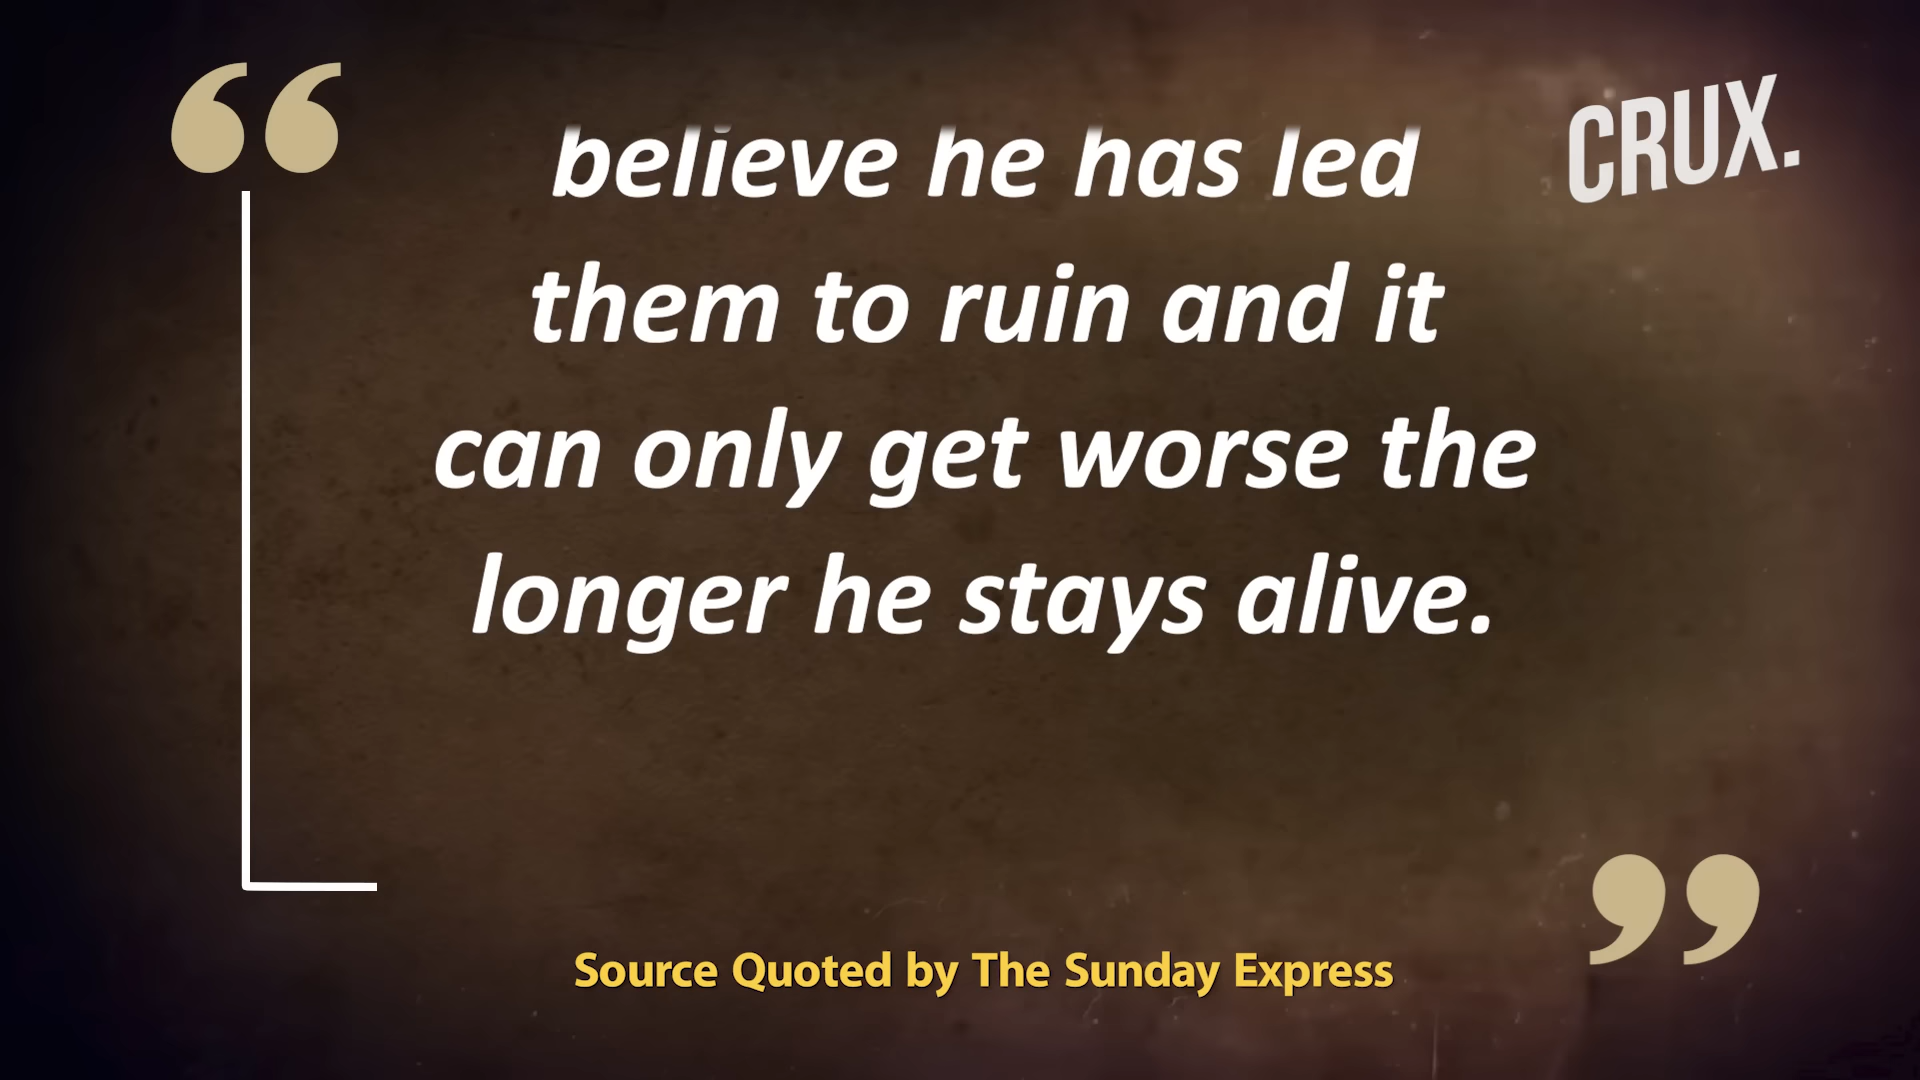 “
CRUX.
believe he has led
them to ruin and it
can only get worse the
longer he stays alive.
”
Source Quoted by The Sunday Express